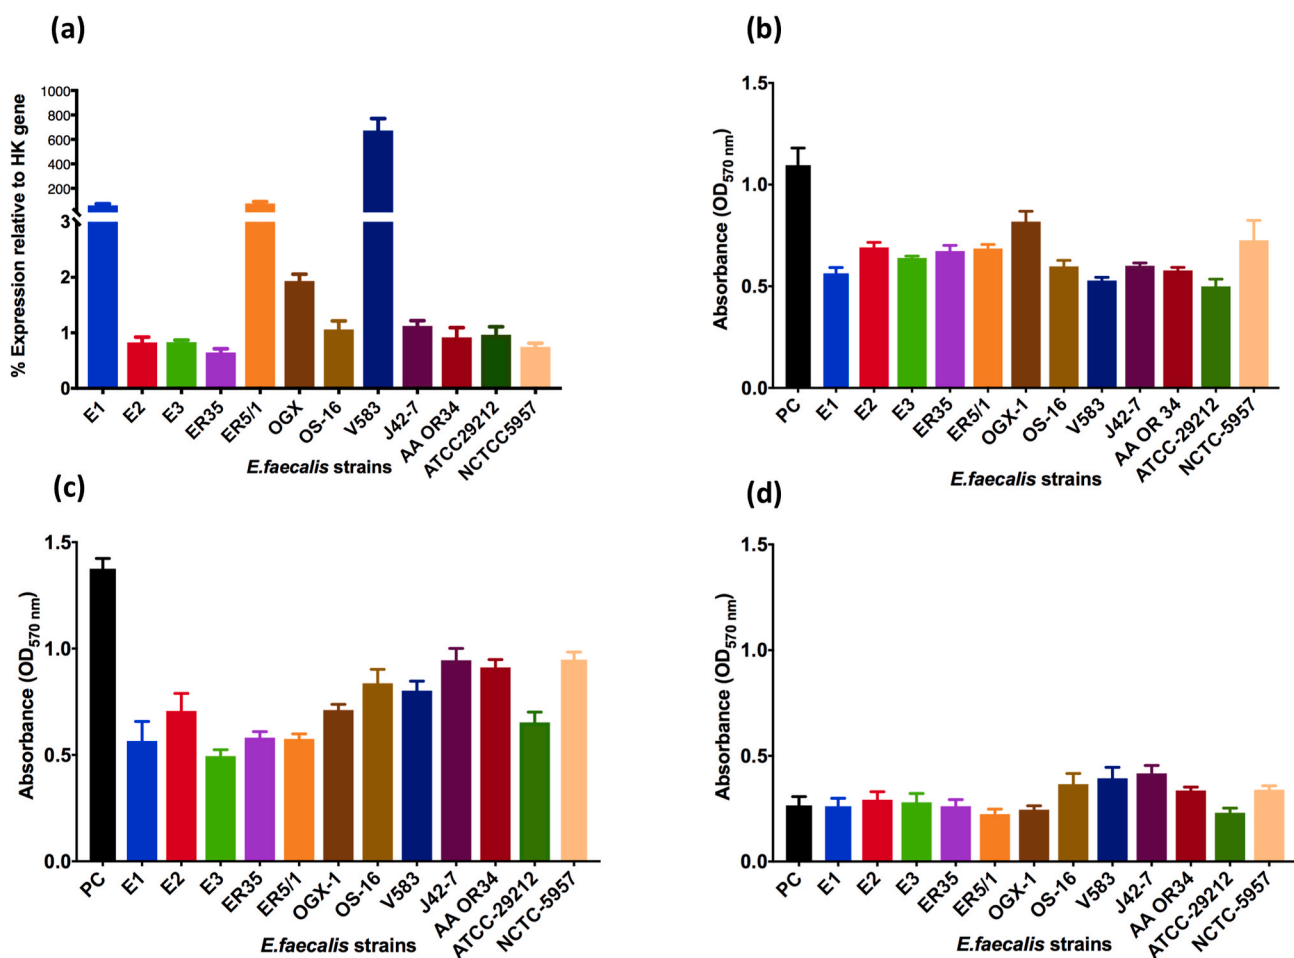 (a)
% Expression relative to HK gene
1000
800
600
400
200
3
2
1
0
E1
E2
E3
ER35
ER5/1
OGX
OS-16
V583
J42-7
AA OR34
ATCC29212
NCTCC5957
E.faecalis strains
(b)
Absorbance (OD570 nm)
1.5
1.0
0.5
0.0
PC
E1
E2
E3
ER35
ER5/1
OGX-1
OS-16
V583
J42-7
AA OR 34
ATCC-29212
NCTC-5957
E.faecalis strains
(c)
Absorbance (OD570 nm)
1.5
1.0
0.5
0.0
PC
E1
E2
E3
ER35
ER5/1
OGX-1
OS-16
V583
J42-7
AA OR34
ATCC-29212
NCTC-5957
E.faecalis strains
(d)
Absorbance (OD570 nm)
1.5
1.0
0.5
0.0
PC
E1
E2
E3
ER35
ER5/1
OGX-1
OS-16
V583
J42-7
AA OR34
ATCC-29212
NCTC-5957
E.faecalis strains